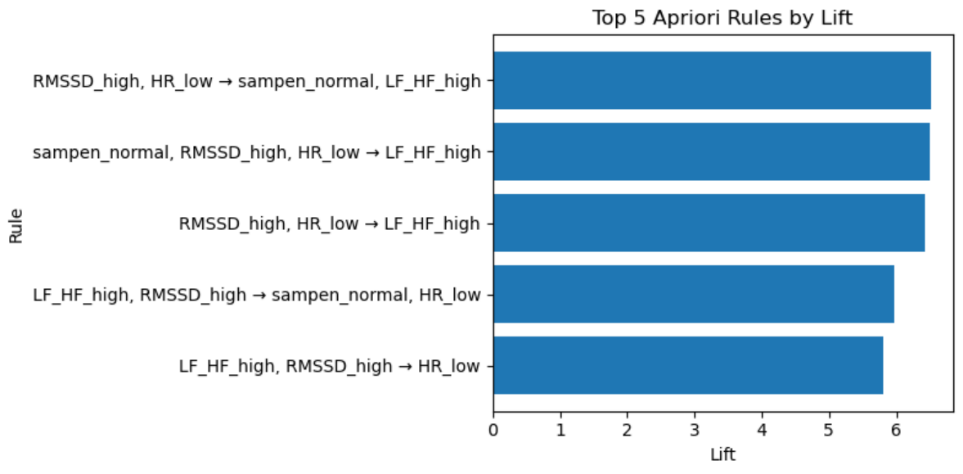 Top 5 Apriori Rules by Lift
RMSSD_high, HR_low → sampen_normal, LF_HF_high
sampen_normal, RMSSD_high, HR_low → LF_HF_high
RMSSD_high, HR_low → LF_HF_high
LF_HF_high, RMSSD_high → sampen_normal, HR_low
LF_HF_high, RMSSD_high → HR_low
Rule
0 1 2 3 4 5 6
Lift